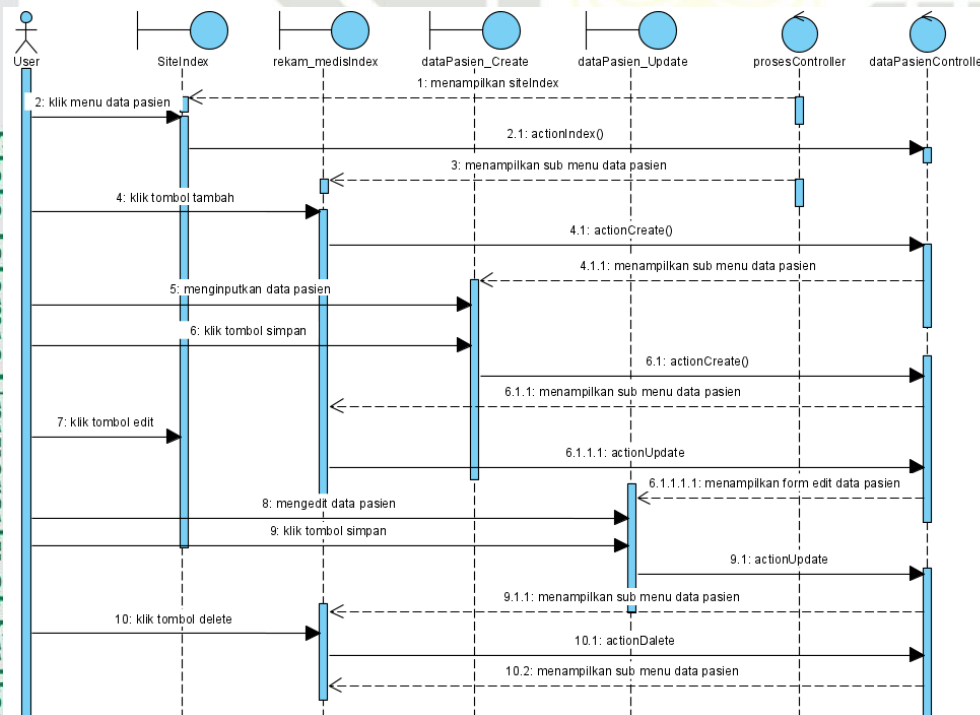 User
SiteIndex
rekam_medisIndex
dataPasien_Create
dataPasien_Update
prosesController
dataPasienControlle
1: menampilkan siteIndex
2: klik menu data pasien
2.1: actionIndex()
3: menampilkan sub menu data pasien
4: klik tombol tambah
4.1: actionCreate()
4.1.1: menampilkan sub menu data pasien
5: menginputkan data pasien
6: klik tombol simpan
6.1: actionCreate()
6.1.1: menampilkan sub menu data pasien
7: klik tombol edit
6.1.1.1: actionUpdate
6.1.1.1.1: menampilkan form edit data pasien
8: mengedit data pasien
9: klik tombol simpan
9.1: actionUpdate
9.1.1: menampilkan sub menu data pasien
10: klik tombol delete
10.1: actionDalete
10.2: menampilkan sub menu data pasien